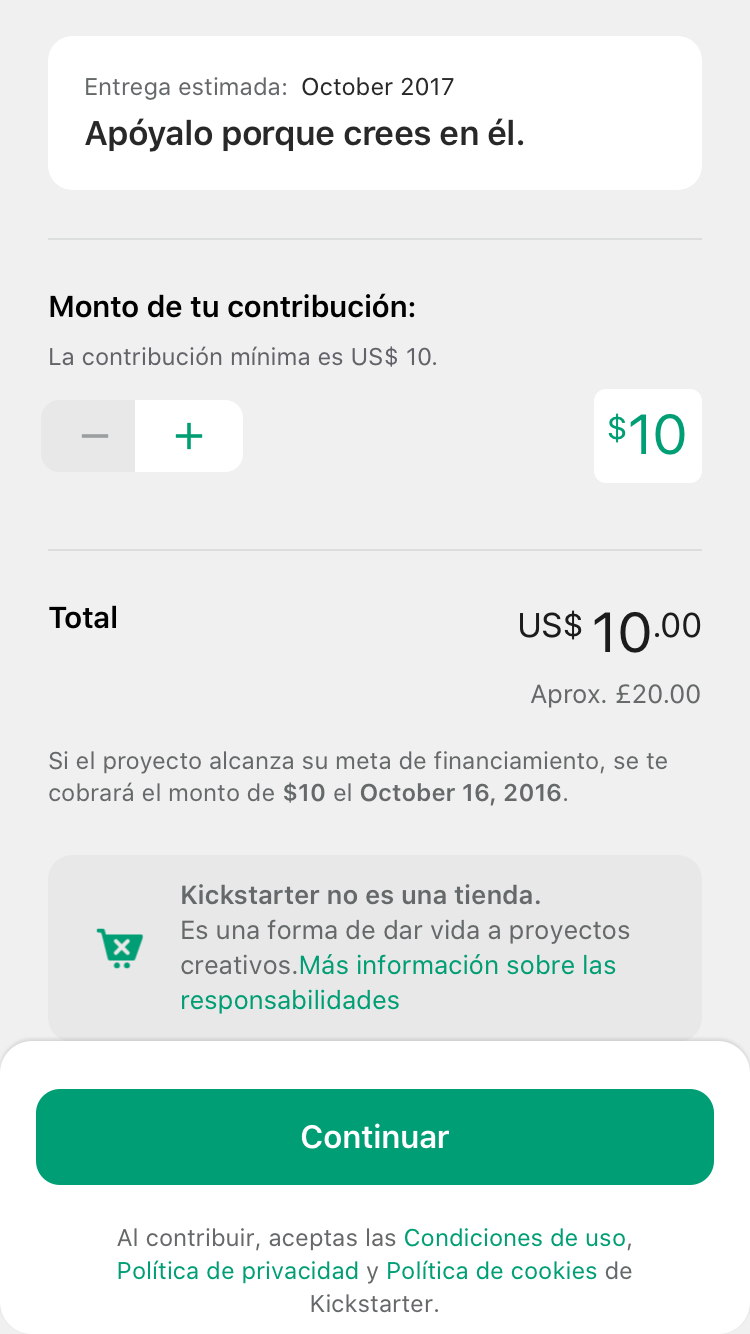 Entrega estimada: October 2017
Apóyalo porque crees en él.
Monto de tu contribución:
La contribución mínima es US$ 10.
— + $10
Total US$ 10.00
Aprox. £20.00
Si el proyecto alcanza su meta de financiamiento, se te
cobrará el monto de $10 el October 16, 2016.
Kickstarter no es una tienda.
Es una forma de dar vida a proyectos
creativos.Más información sobre las
responsabilidades
Continuar
Al contribuir, aceptas las Condiciones de uso,
Política de privacidad y Política de cookies de
Kickstarter.